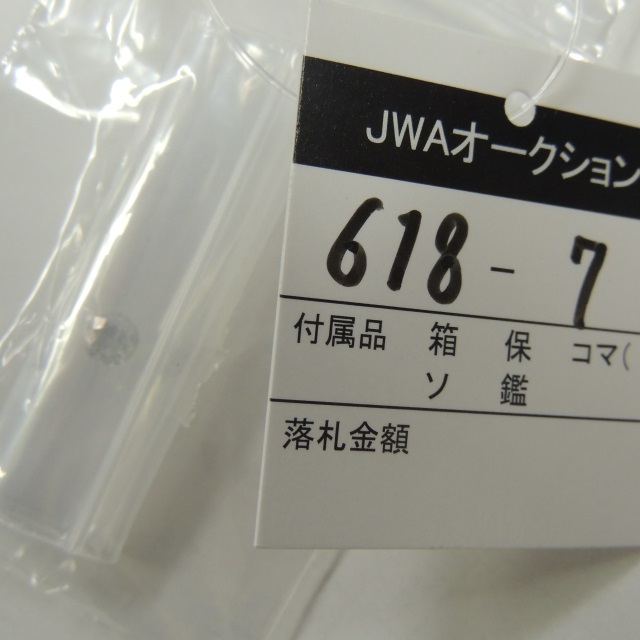 JWAオークション
618-7
付属品 箱 保 コマ(
ソ 鑑
落札金額